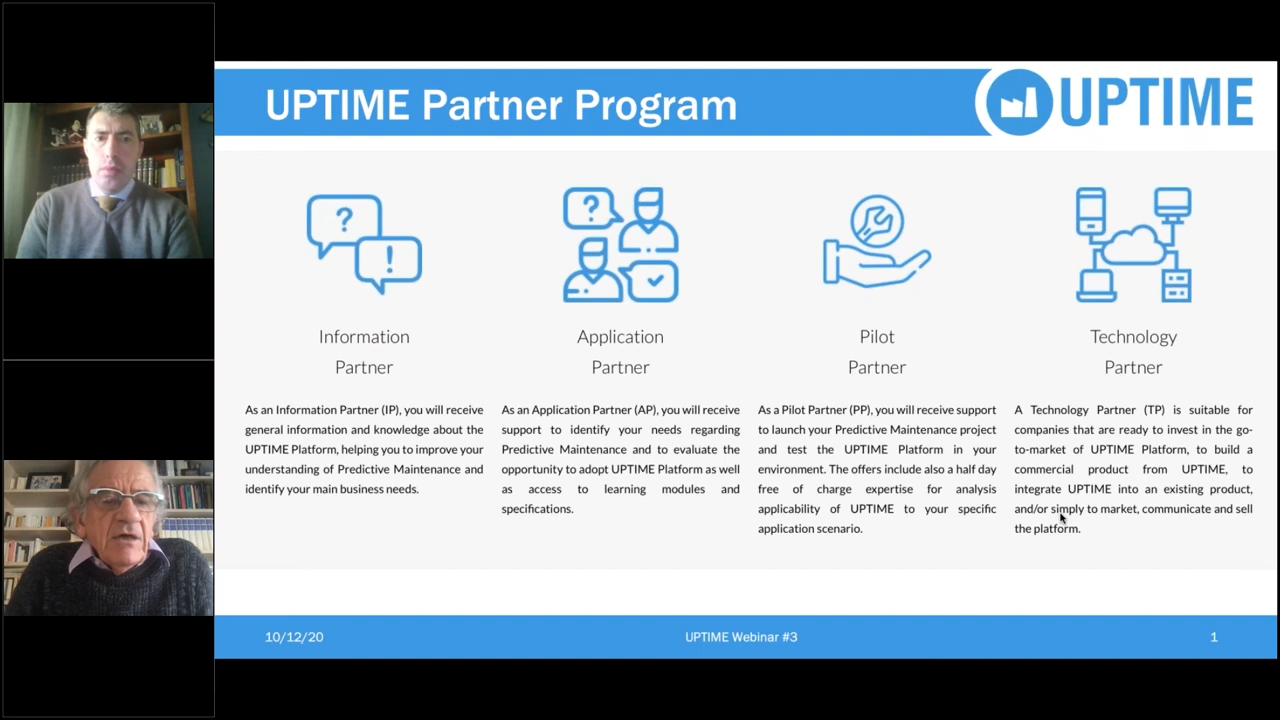 UPTIME Partner Program
UPTIME
?
!
?
Information
Partner
Application
Partner
Pilot
Partner
Technology
Partner
As an Information Partner (IP), you will receive
general information and knowledge about the
UPTIME Platform, helping you to improve your
understanding of Predictive Maintenance and
identify your main business needs.
As an Application Partner (AP), you will receive
support to identify your needs regarding
Predictive Maintenance and to evaluate the
opportunity to adopt UPTIME Platform as well
as access to learning modules and
specifications.
As a Pilot Partner (PP), you will receive support
to launch your Predictive Maintenance project
and test the UPTIME Platform in your
environment. The offers include also a half day
free of charge expertise for analysis
applicability of UPTIME to your specific
application scenario.
A Technology Partner (TP) is suitable for
companies that are ready to invest in the go-
to-market of UPTIME Platform, to build a
commercial product from UPTIME, to
integrate UPTIME into an existing product,
and/or simply to market, communicate and sell
the platform.
10/12/20
UPTIME Webinar #3
1